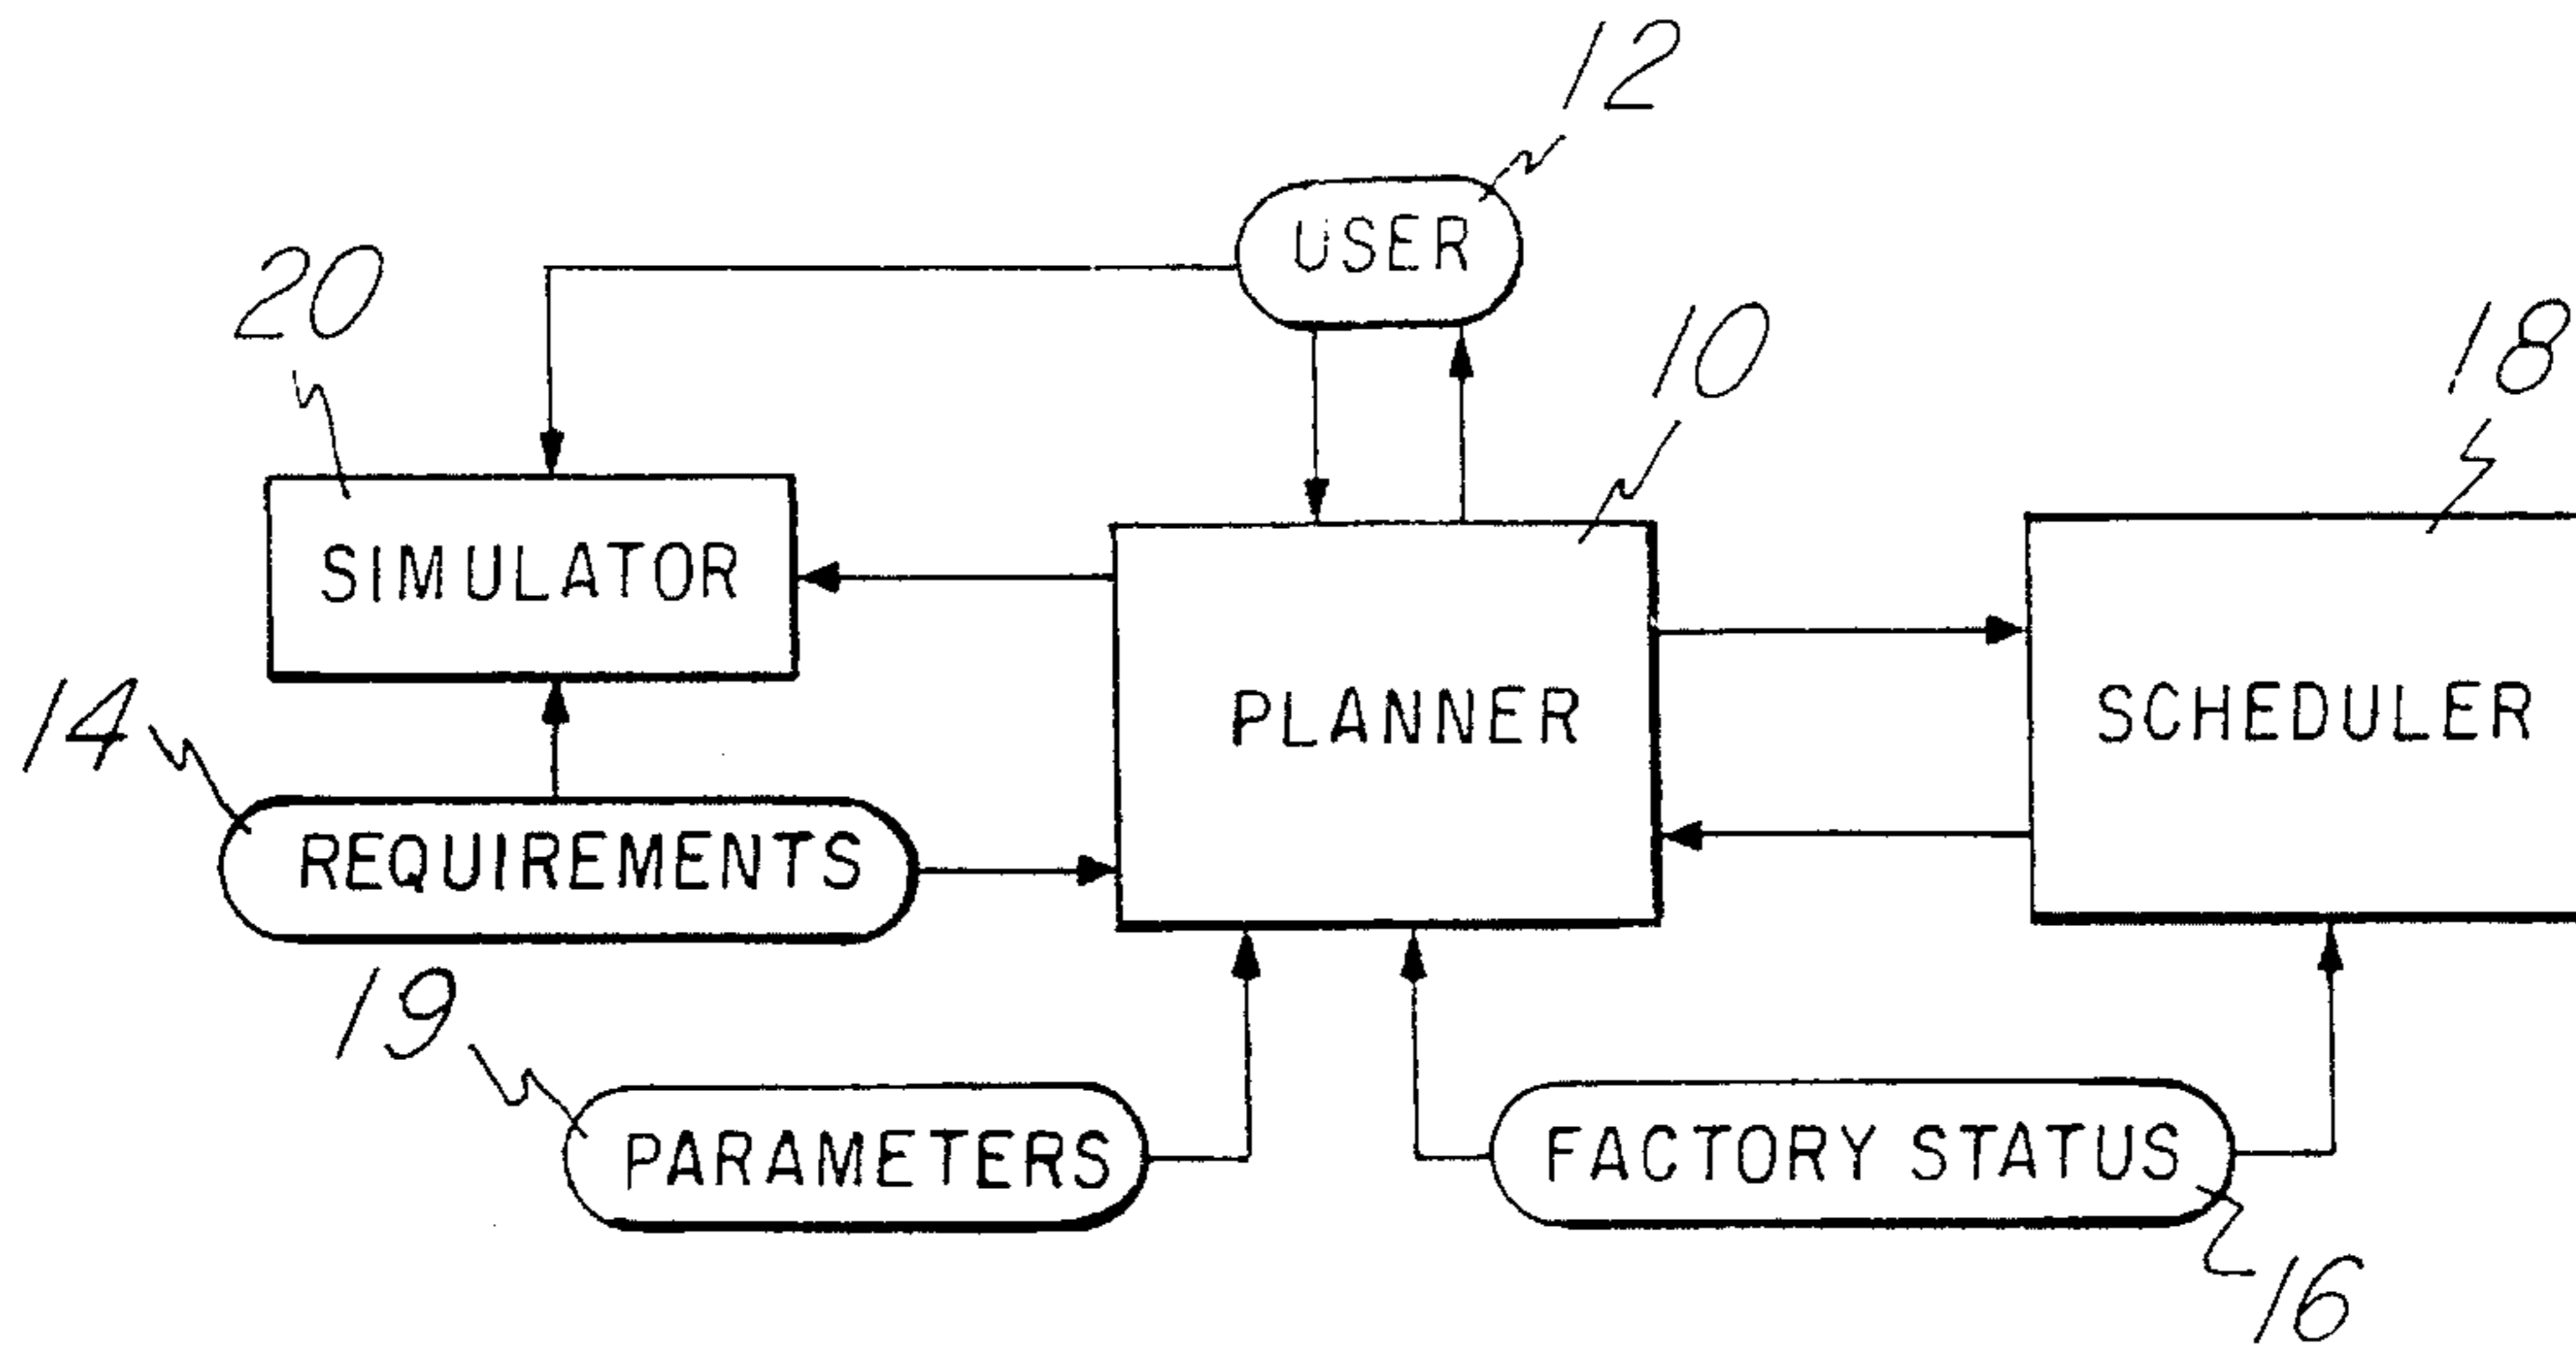 12
USER
20
10
18
SIMULATOR
PLANNER
SCHEDULER
14
REQUIREMENTS
19
PARAMETERS
FACTORY STATUS
16